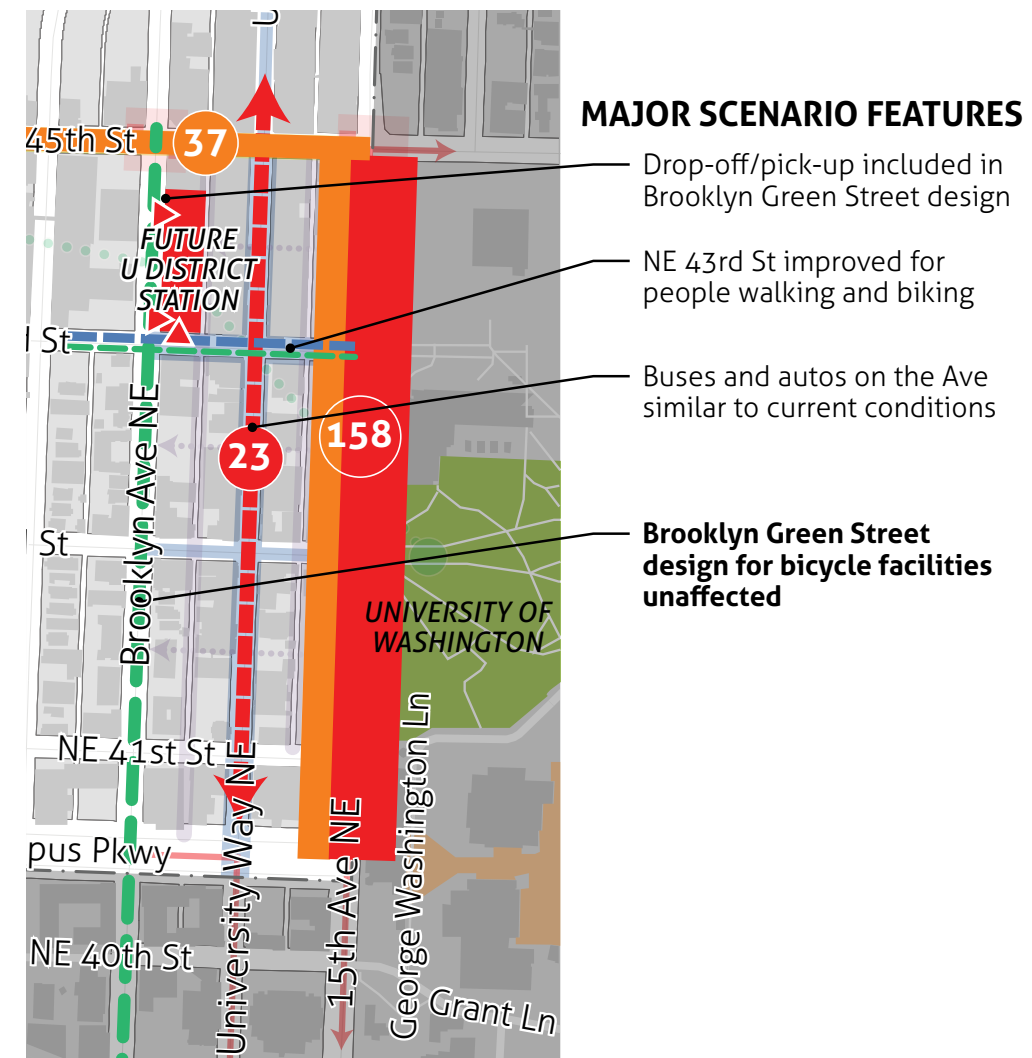 U
45th St
37
FUTURE
U DISTRICT
STATION
d St
Brooklyn Ave NE
23
158
St
UNIVERSITY OF
WASHINGTON
NE 41st St
pus Pkwy
University Way NE
15th Ave NE
George Washington Ln
NE 40th St
Grant Ln
MAJOR SCENARIO FEATURES
Drop-off/pick-up included in
Brooklyn Green Street design
NE 43rd St improved for
people walking and biking
Buses and autos on the Ave
similar to current conditions
Brooklyn Green Street
design for bicycle facilities
unaffected